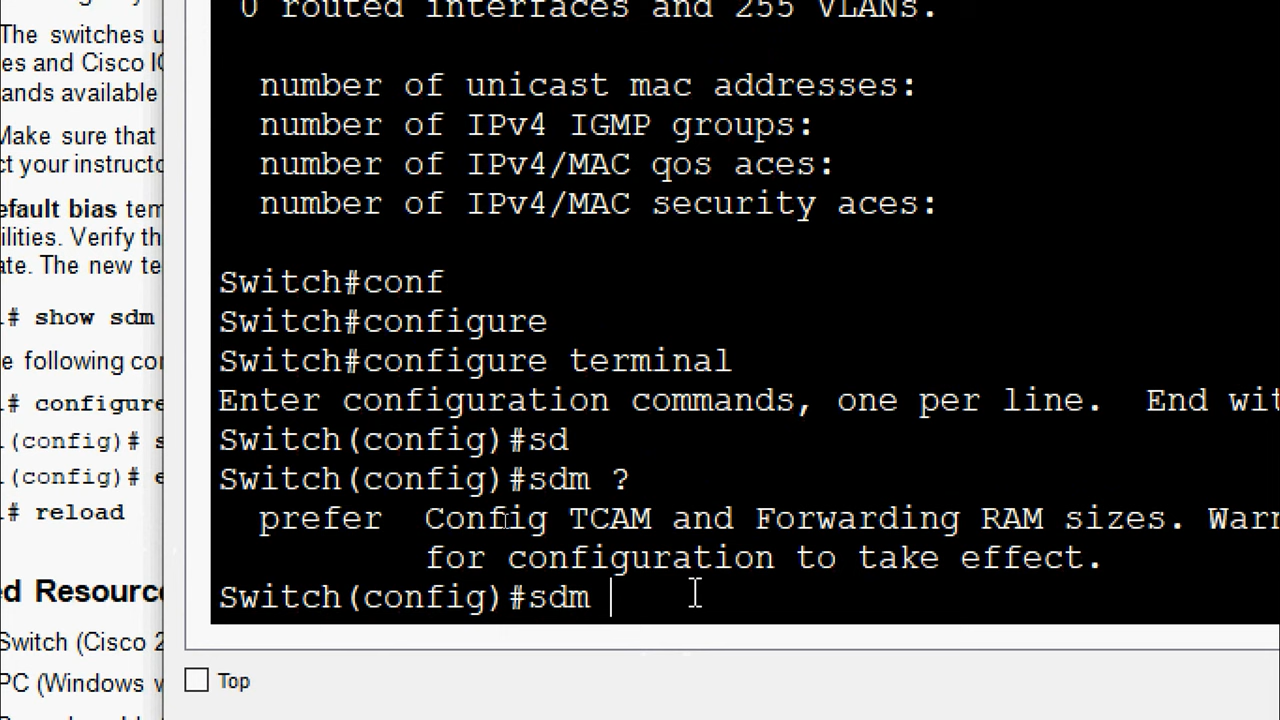 The switches u
es and Cisco IO
ands available
Make sure that
ct your instructo
efault bias tem
ilities. Verify th
ate. The new te
# show sdm
e following con
# configure
(config)# s
(config)# e
# reload
ed Resource
Switch (Cisco 2
PC (Windows v
0 routed interfaces and 255 VLANs.
number of unicast mac addresses:
number of IPv4 IGMP groups:
number of IPv4/MAC qos aces:
number of IPv4/MAC security aces:
Switch#conf
Switch#configure
Switch#configure terminal
Enter configuration commands, one per line. End wit
Switch(config)#sd
Switch(config)#sdm ?
prefer Config TCAM and Forwarding RAM sizes. Warn
for configuration to take effect.
Switch(config)#sdm
Top